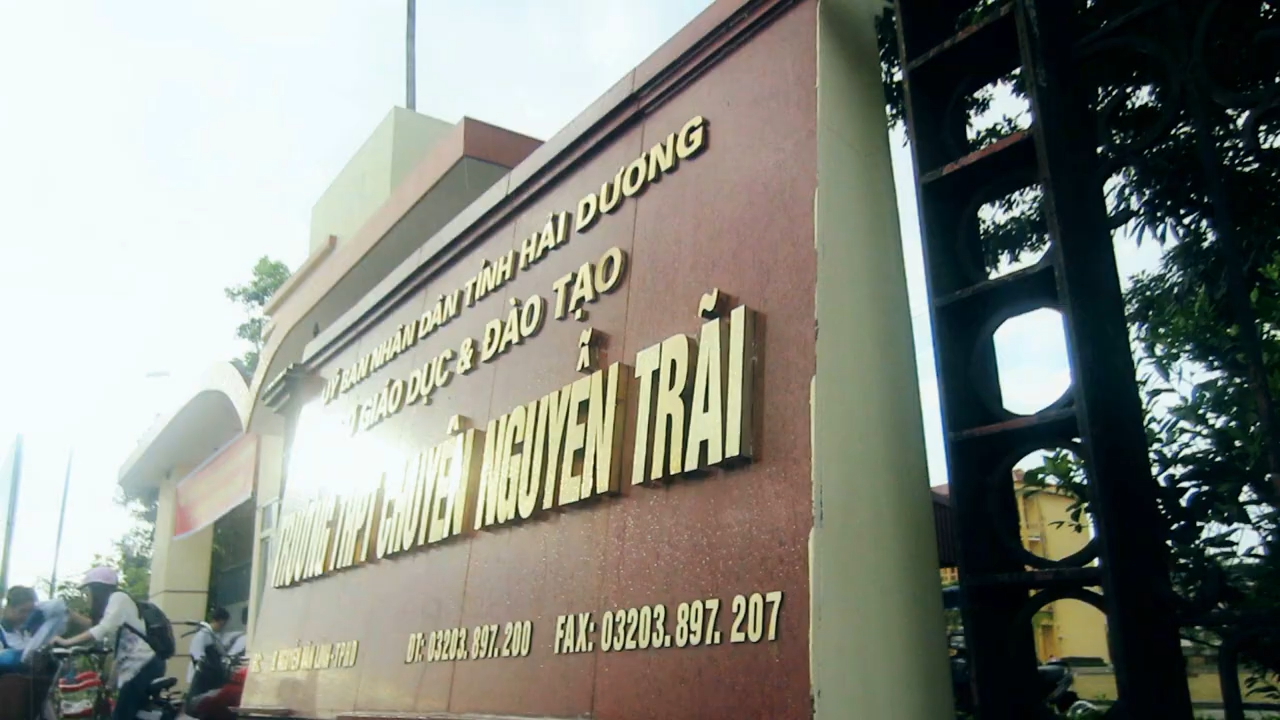 UỶ BAN NHÂN DÂN TỈNH HẢI DƯƠNG
GIÁO DỤC & ĐÀO TẠO
TRƯỜNG THPT CHUYÊN NGUYỄN TRÃI
ĐT: 03203. 897. 200 FAX: 03203. 897. 207